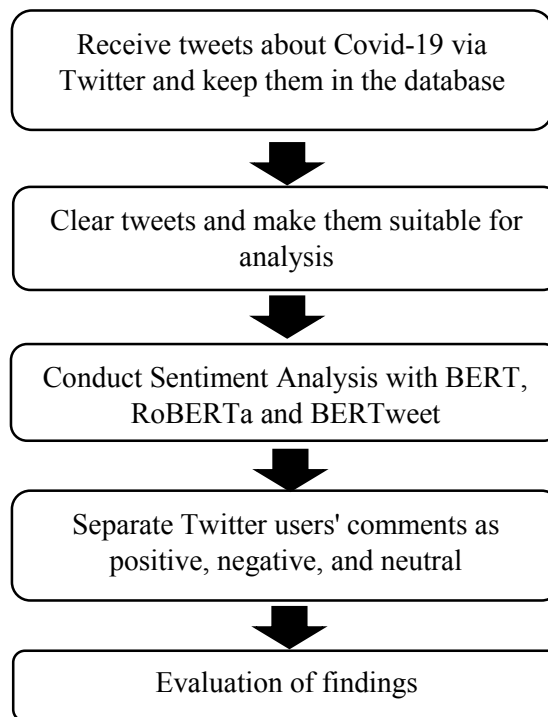 Receive tweets about Covid-19 via
Twitter and keep them in the database
Clear tweets and make them suitable for
analysis
Conduct Sentiment Analysis with BERT,
RoBERTa and BERTweet
Separate Twitter users' comments as
positive, negative, and neutral
Evaluation of findings